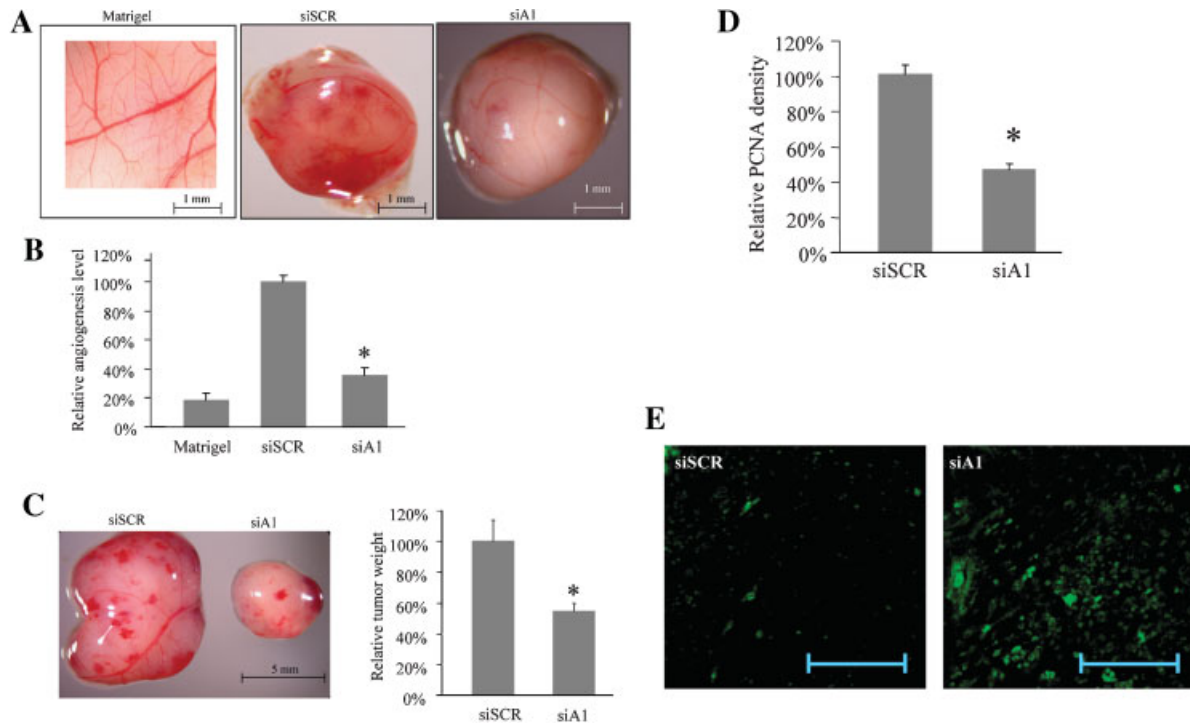 A
Matrigel
siSCR
siA1
1 mm
1 mm
1 mm
B
Relative angiogenesis level
120%
100%
80%
60%
40%
20%
0%
*
Matrigel
siSCR
siA1
C
siSCR
siA1
5 mm
Relative tumor weight
120%
100%
80%
60%
40%
20%
0%
*
siSCR
siA1
D
Relative PCNA density
120%
100%
80%
60%
40%
20%
0%
*
siSCR
siA1
E
siSCR
siA1